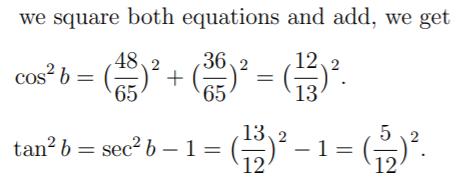 we square both equations and add, we get
cos² b = (48/65)² + (36/65)² = (12/13)².
tan² b = sec² b − 1 = (13/12)² − 1 = (5/12)².